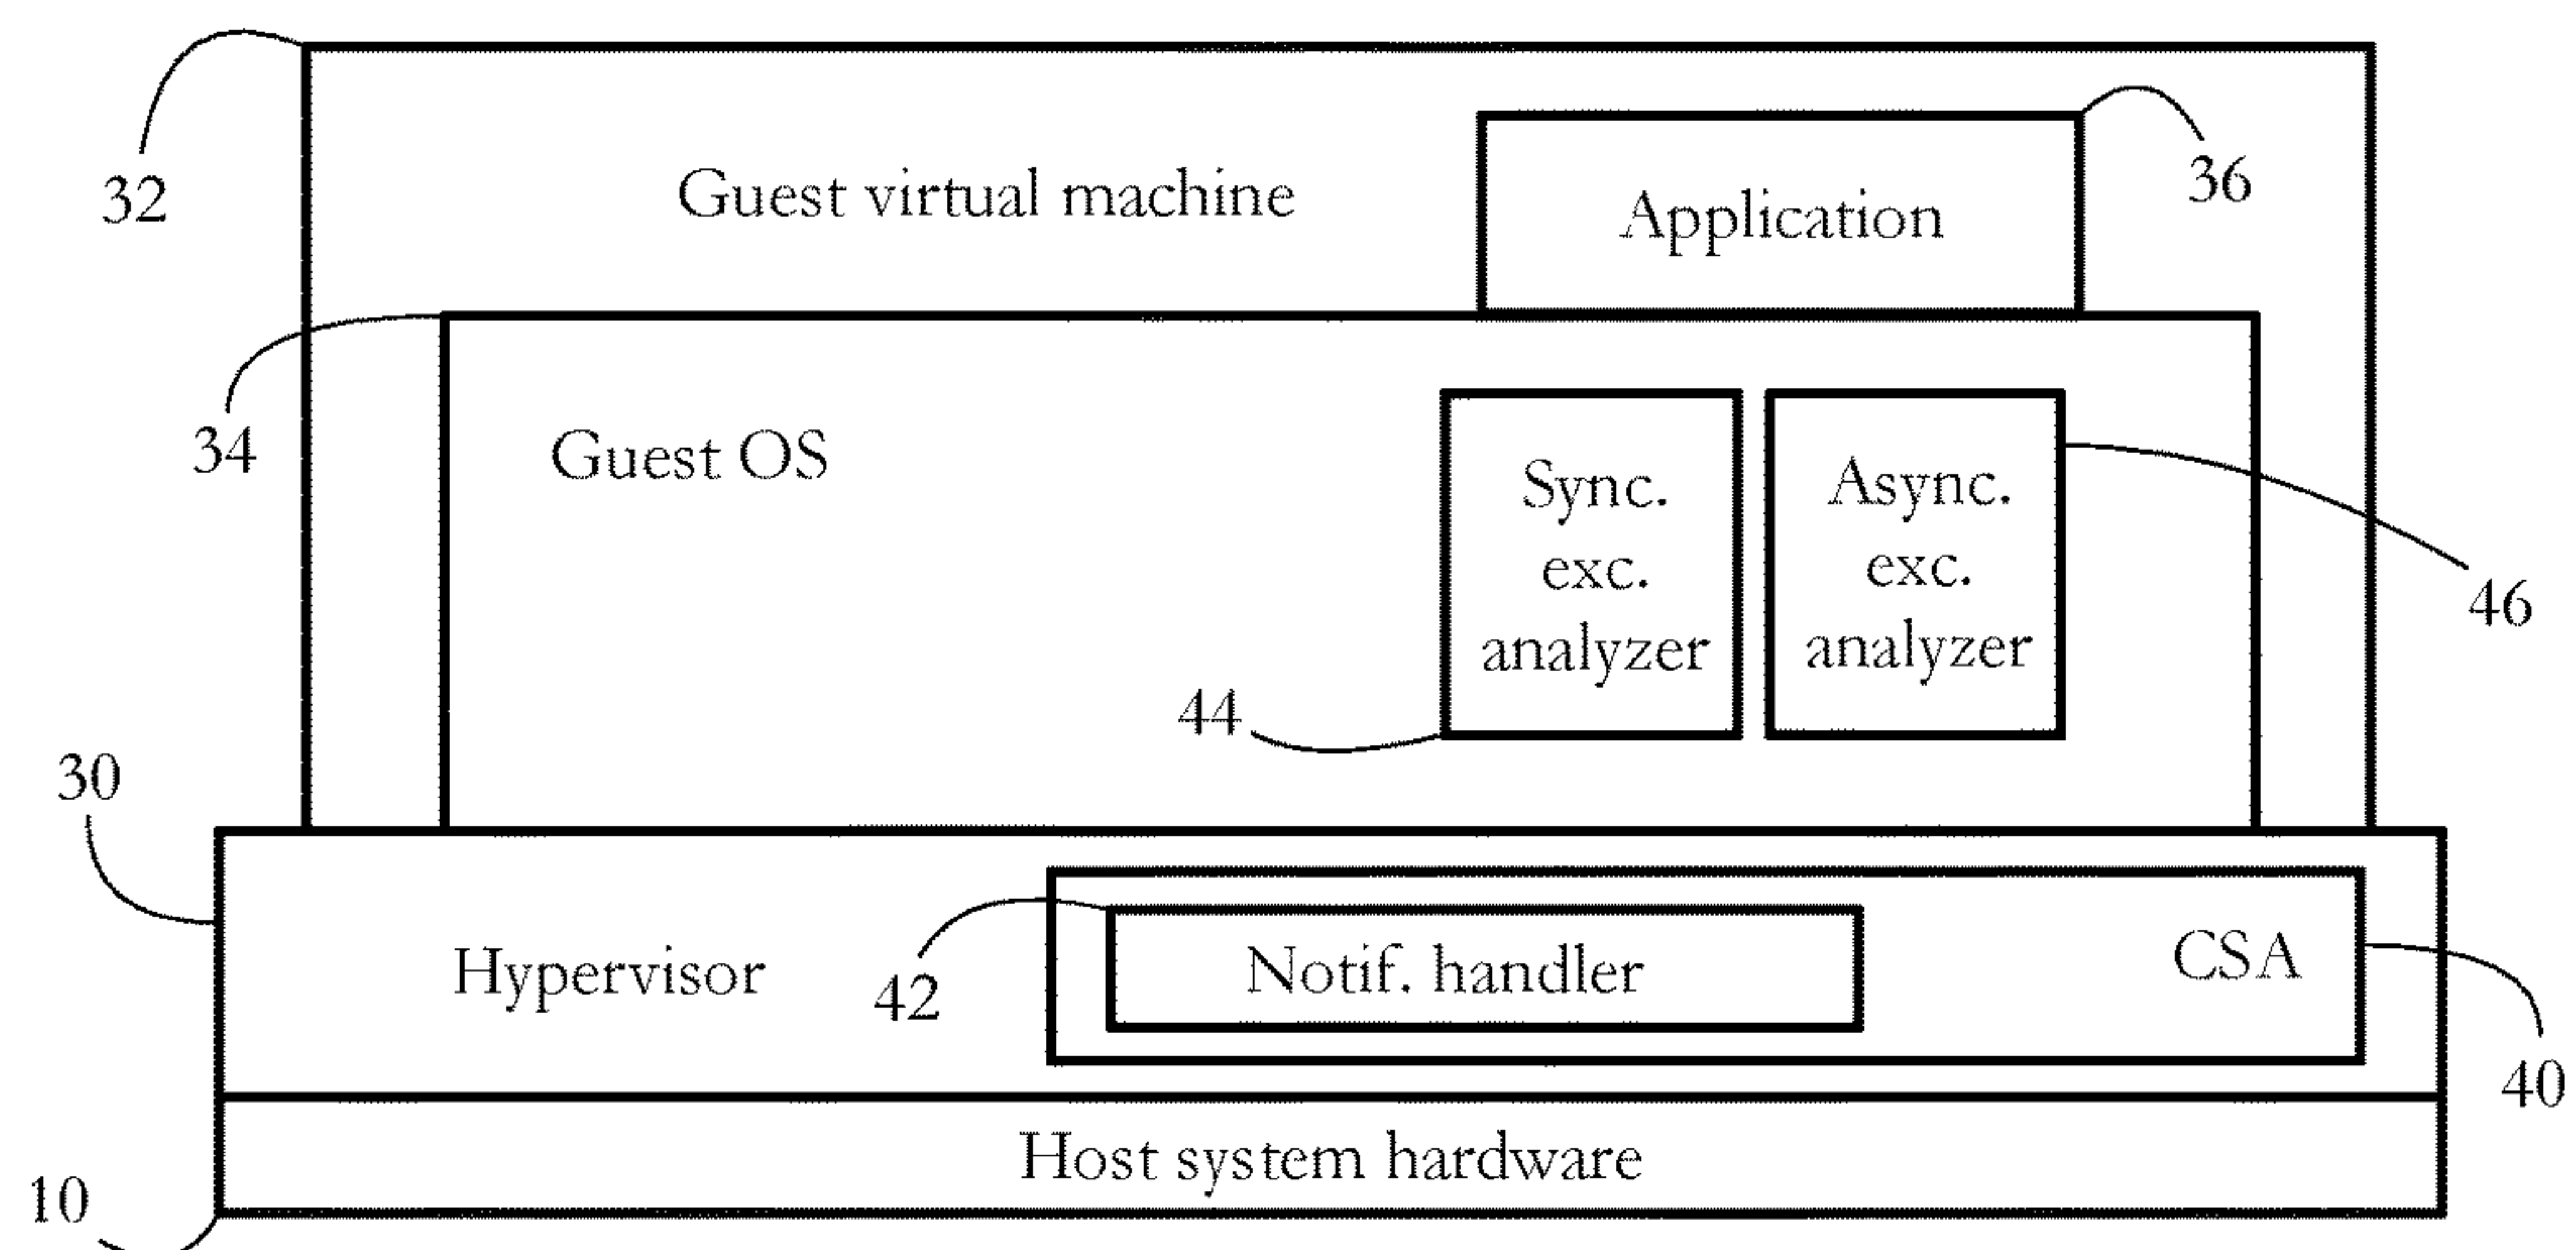 32
Guest virtual machine
Application
36
34
Guest OS
Sync.
exc.
analyzer
Async.
exc.
analyzer
46
44
30
Hypervisor
42
Notif. handler
CSA
40
Host system hardware
10